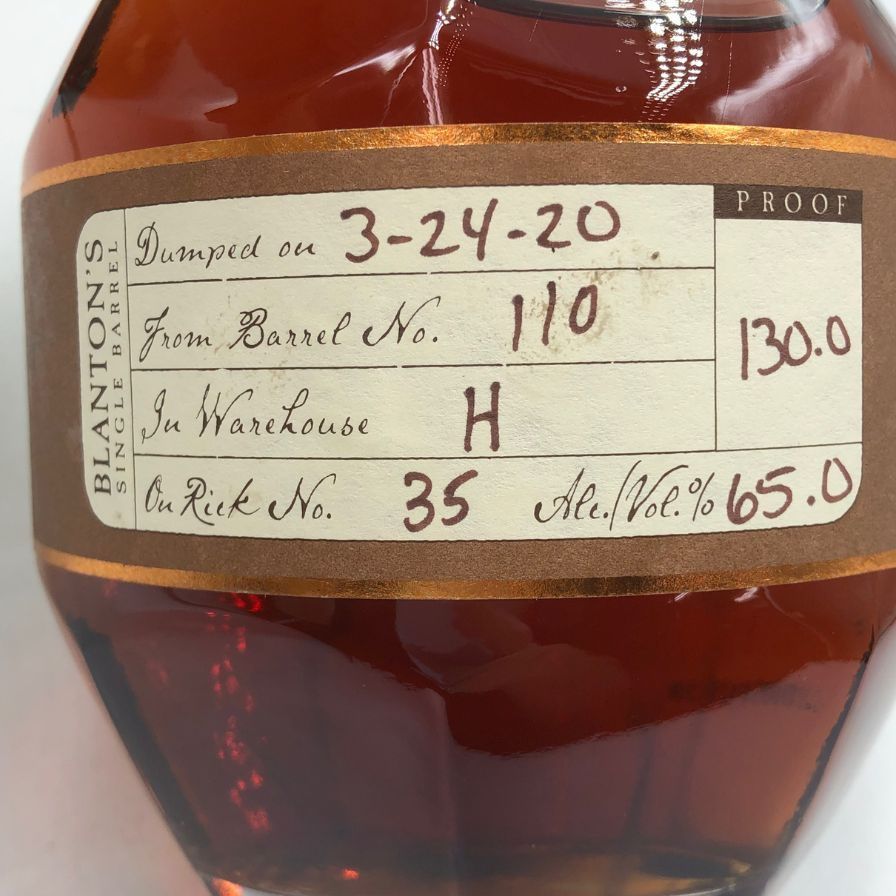 BLANTON'S
SINGLE BARREL
Dumped on 3-24-20
From Barrel No. 110
In Warehouse H
On Rick No. 35 Alc./Vol.% 65.0
PROOF
130.0